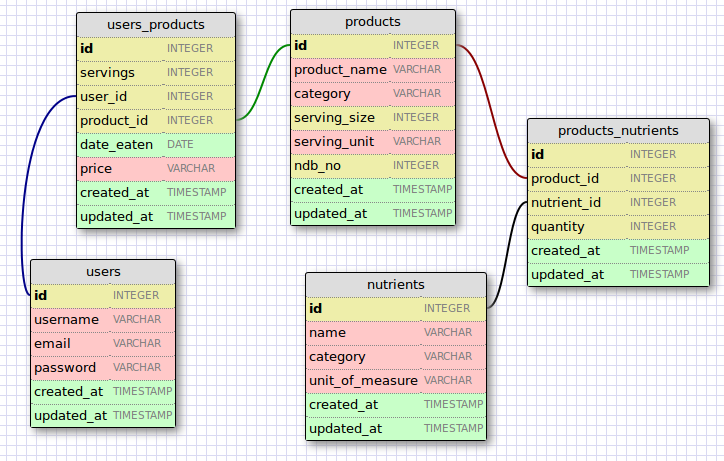 users_products
id INTEGER
servings INTEGER
user_id INTEGER
product_id INTEGER
date_eaten DATE
price VARCHAR
created_at TIMESTAMP
updated_at TIMESTAMP
products
id INTEGER
product_name VARCHAR
category VARCHAR
serving_size INTEGER
serving_unit VARCHAR
ndb_no INTEGER
created_at TIMESTAMP
updated_at TIMESTAMP
products_nutrients
id INTEGER
product_id INTEGER
nutrient_id INTEGER
quantity INTEGER
created_at TIMESTAMP
updated_at TIMESTAMP
users
id INTEGER
username VARCHAR
email VARCHAR
password VARCHAR
created_at TIMESTAMP
updated_at TIMESTAMP
nutrients
id INTEGER
name VARCHAR
category VARCHAR
unit_of_measure VARCHAR
created_at TIMESTAMP
updated_at TIMESTAMP